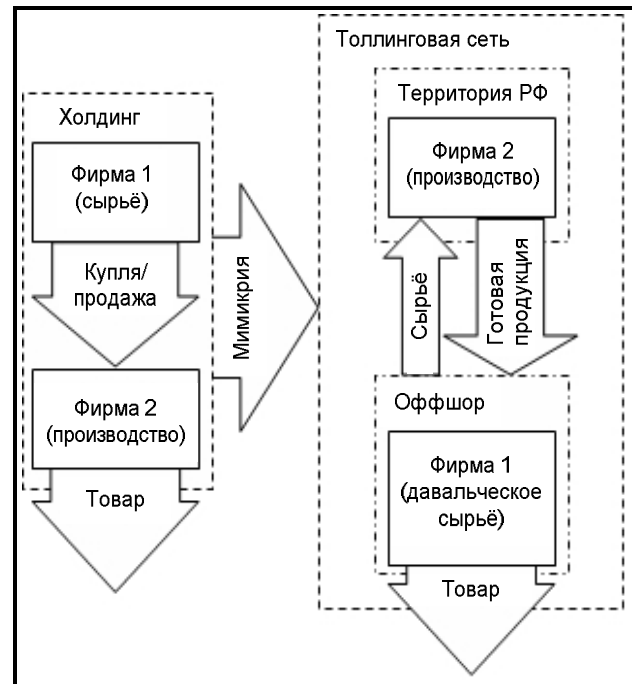 Холдинг
Фирма 1
(сырьё)
Купля/
продажа
Фирма 2
(производство)
Товар
Мимикрия
Толлинговая сеть
Территория РФ
Фирма 2
(производство)
Сырьё
Готовая
продукция
Оффшор
Фирма 1
(давальческое
сырьё)
Товар